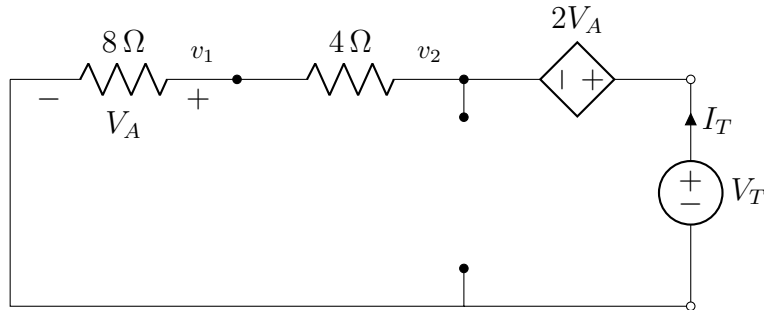 2V_A
8 Ω v_1 4 Ω v_2
− + − +
V_A I_T
+
− V_T